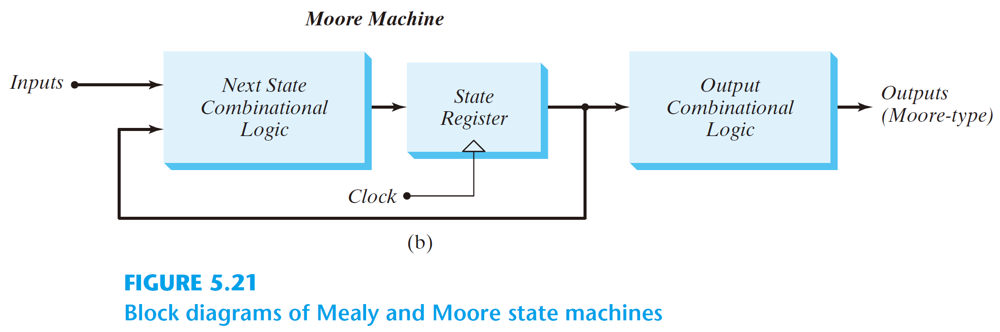 Moore Machine
Inputs
Next State
Combinational
Logic
State
Register
Output
Combinational
Logic
Outputs
(Moore-type)
Clock
(b)
FIGURE 5.21
Block diagrams of Mealy and Moore state machines